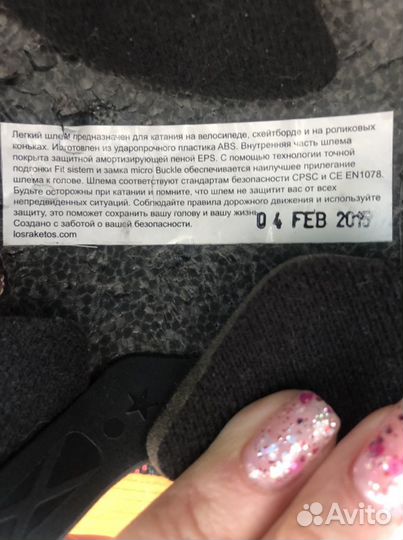 Легкий шлем предназначен для катания на велосипеде, скейтборде и на роликовых
коньках. Изготовлен из ударопрочного пластика ABS. Внутренняя часть шлема
покрыта защитной амортизирующей пеной EPS. С помощью технологии точной
подгонки Fit sistem и замка micro Buckle обеспечивается наилучшее прилегание
шлема к голове. Шлема соответствуют стандартам безопасности CPSC и CE EN1078.
Будьте осторожны при катании и помните, что шлем не защитит вас от всех
непредвиденных ситуаций. Соблюдайте правила дорожного движения и используйте
защиту, это поможет сохранить вашу голову и вашу жизнь.
Создано с заботой о вашей безопасности.
losraketos.com
04 FEB
Avito